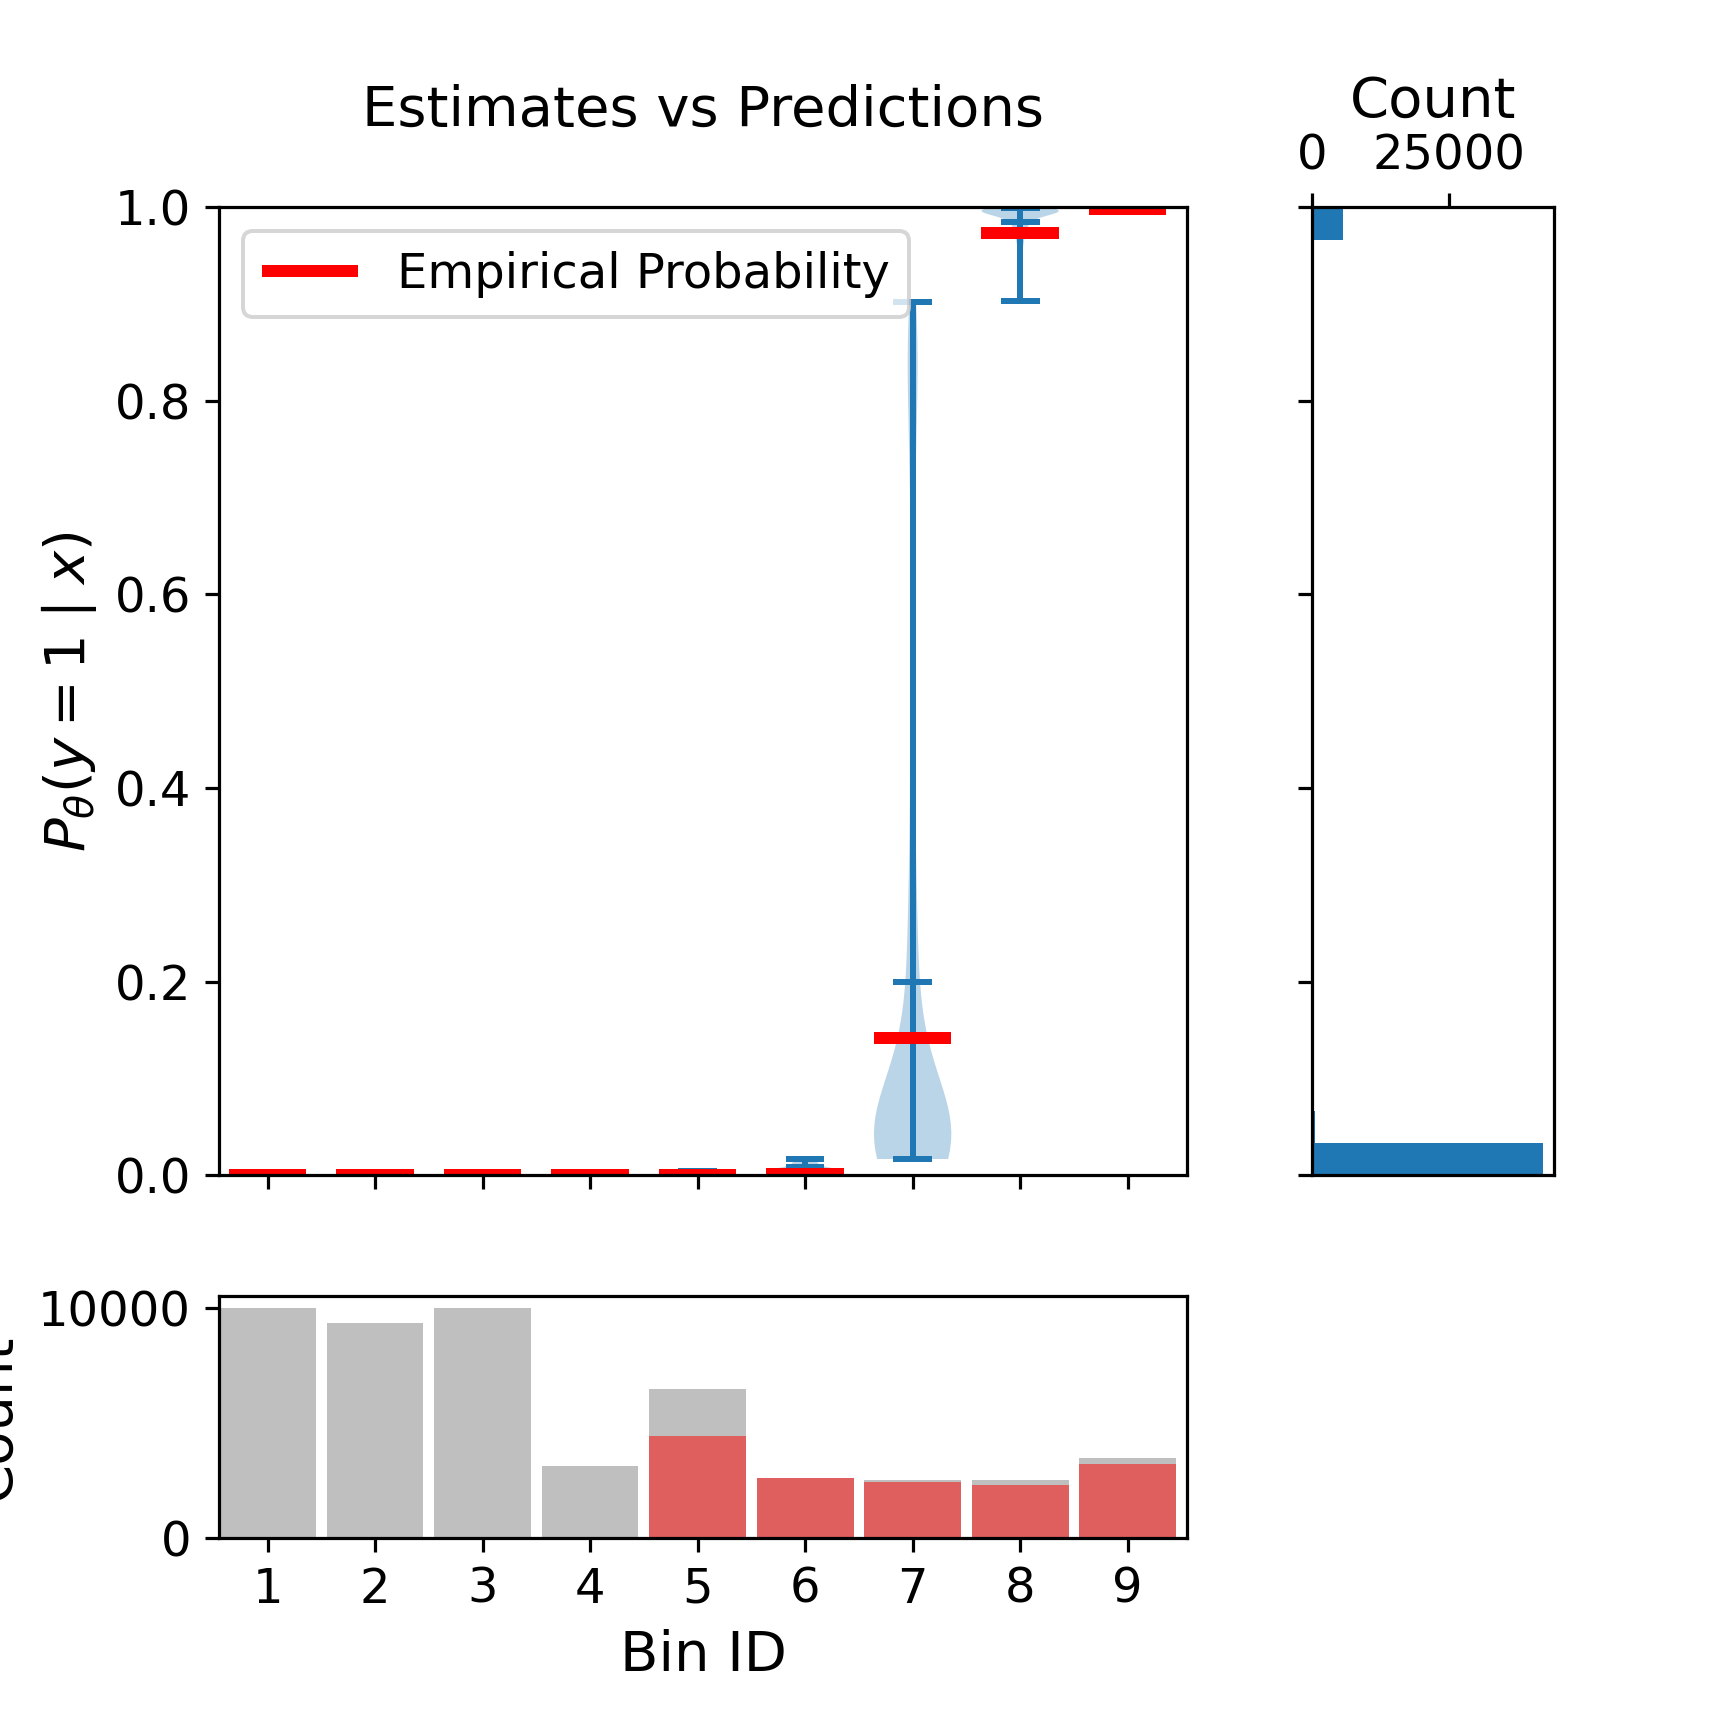 Estimates vs Predictions
Count
0 25000
1.0
Empirical Probability
0.8
0.6
0.4
0.2
0.0
P_θ(y = 1 | x)
10000
0
Count
1 2 3 4 5 6 7 8 9
Bin ID